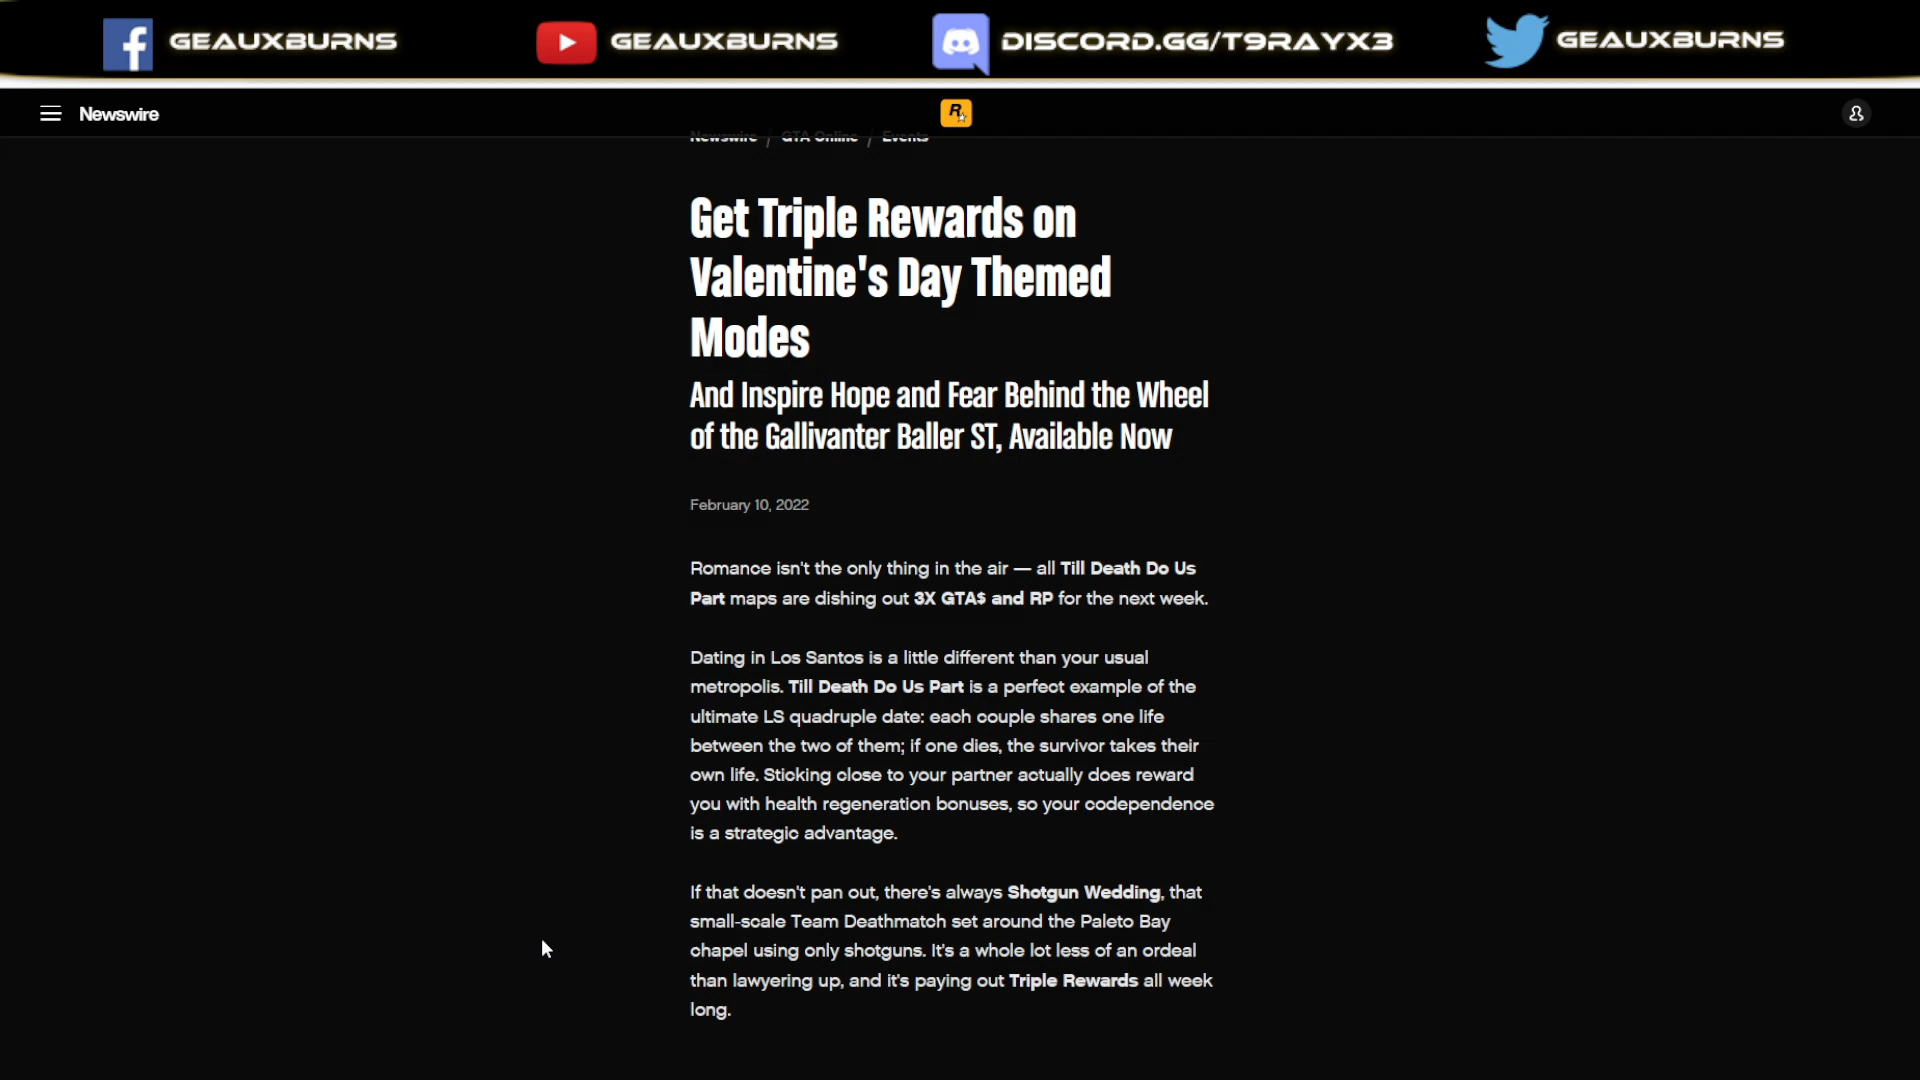 GEAUXBURNS GEAUXBURNS DISCORD.GG/T9RAYX3 GEAUXBURNS
Newswire
Newswire / GTA Online / Events
Get Triple Rewards on
Valentine's Day Themed
Modes
And Inspire Hope and Fear Behind the Wheel
of the Gallivanter Baller ST, Available Now
February 10, 2022
Romance isn't the only thing in the air — all Till Death Do Us
Part maps are dishing out 3X GTA$ and RP for the next week.
Dating in Los Santos is a little different than your usual
metropolis. Till Death Do Us Part is a perfect example of the
ultimate LS quadruple date: each couple shares one life
between the two of them; if one dies, the survivor takes their
own life. Sticking close to your partner actually does reward
you with health regeneration bonuses, so your codependence
is a strategic advantage.
If that doesn't pan out, there's always Shotgun Wedding, that
small-scale Team Deathmatch set around the Paleto Bay
chapel using only shotguns. It's a whole lot less of an ordeal
than lawyering up, and it's paying out Triple Rewards all week
long.